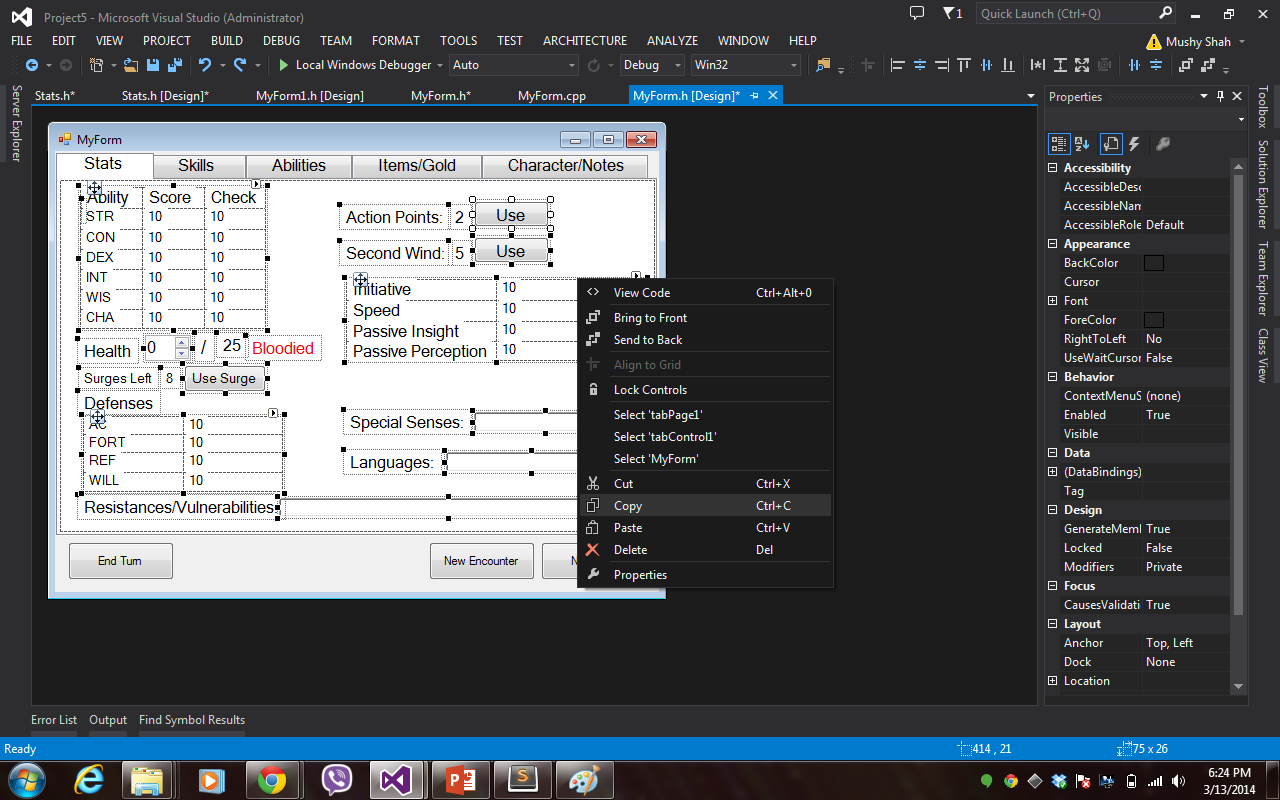 Project5 - Microsoft Visual Studio (Administrator)
1
Quick Launch (Ctrl+Q)
FILE EDIT VIEW PROJECT BUILD DEBUG TEAM FORMAT TOOLS TEST ARCHITECTURE ANALYZE WINDOW HELP
Mushy Shah
Local Windows Debugger Auto Debug Win32
Stats.h* Stats.h [Design]* MyForm1.h [Design] MyForm.h* MyForm.cpp MyForm.h [Design]*
Server Explorer
MyForm
Stats Skills Abilities Items/Gold Character/Notes
Ability Score Check
STR 10 10
CON 10 10
DEX 10 10
INT 10 10
WIS 10 10
CHA 10 10
Health 0 / 25 Bloodied
Surges Left 8 Use Surge
Defenses
AC 10
FORT 10
REF 10
WILL 10
Resistances/Vulnerabilities
Action Points: 2 Use
Second Wind: 5 Use
Initiative 10
Speed 10
Passive Insight 10
Passive Perception 10
Special Senses:
Languages:
End Turn New Encounter N
View Code Ctrl+Alt+0
Bring to Front
Send to Back
Align to Grid
Lock Controls
Select 'tabPage1'
Select 'tabControl1'
Select 'MyForm'
Cut Ctrl+X
Copy Ctrl+C
Paste Ctrl+V
Delete Del
Properties
Properties
Accessibility
AccessibleDesc
AccessibleNam
AccessibleRole Default
Appearance
BackColor
Cursor
Font
ForeColor
RightToLeft No
UseWaitCursor False
Behavior
ContextMenuS (none)
Enabled True
Visible
Data
(DataBindings)
Tag
Design
GenerateMeml True
Locked False
Modifiers Private
Focus
CausesValidati True
Layout
Anchor Top, Left
Dock None
Location
Toolbox
Solution Explorer
Team Explorer
Class View
Error List Output Find Symbol Results
Ready 414 , 21 75 x 26
6:24 PM
3/13/2014